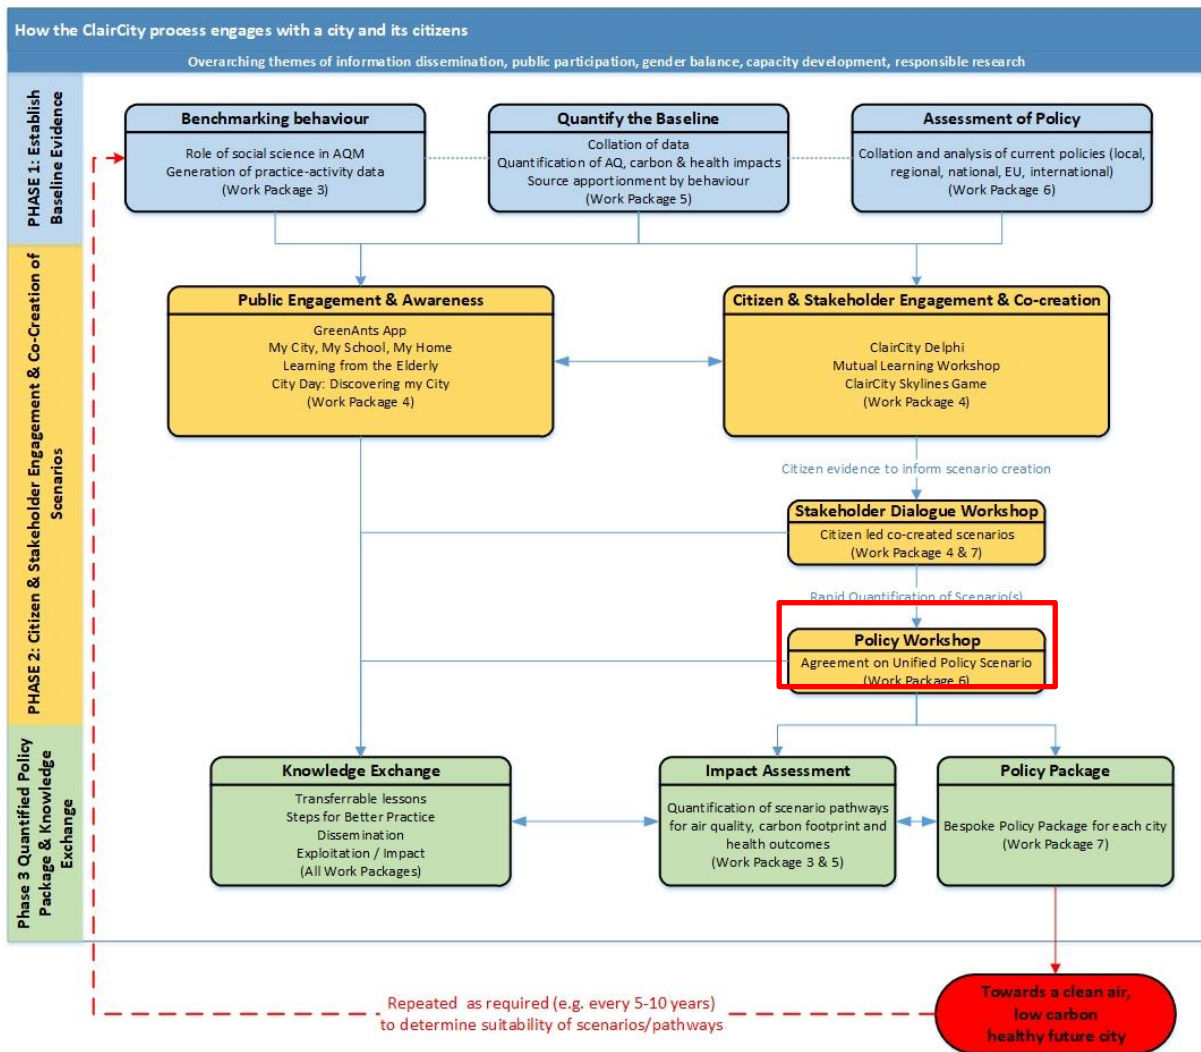 How the ClairCity process engages with a city and its citizens
Overarching themes of information dissemination, public participation, gender balance, capacity development, responsible research
PHASE 1: Establish
Baseline Evidence
Benchmarking behaviour
Role of social science in AQM
Generation of practice-activity data
(Work Package 3)
Quantify the Baseline
Collation of data
Quantification of AQ, carbon & health impacts
Source apportionment by behaviour
(Work Package 5)
Assessment of Policy
Collation and analysis of current policies (local,
regional, national, EU, international)
(Work Package 6)
PHASE 2: Citizen & Stakeholder Engagement & Co-Creation of
Scenarios
Public Engagement & Awareness
GreenAnts App
My City, My School, My Home
Learning from the Elderly
City Day: Discovering my City
(Work Package 4)
Citizen & Stakeholder Engagement & Co-creation
ClairCity Delphi
Mutual Learning Workshop
ClairCity Skylines Game
(Work Package 4)
Citizen evidence to inform scenario creation
Stakeholder Dialogue Workshop
Citizen led co-created scenarios
(Work Package 4 & 7)
Rapid Quantification of Scenario(s)
Policy Workshop
Agreement on Unified Policy Scenario
(Work Package 6)
Phase 3 Quantified Policy
Package & Knowledge
Exchange
Knowledge Exchange
Transferrable lessons
Steps for Better Practice
Dissemination
Exploitation / Impact
(All Work Packages)
Impact Assessment
Quantification of scenario pathways
for air quality, carbon footprint and
health outcomes
(Work Package 3 & 5)
Policy Package
Bespoke Policy Package for each city
(Work Package 7)
Repeated as required (e.g. every 5-10 years)
to determine suitability of scenarios/pathways
Towards a clean air,
low carbon
healthy future city